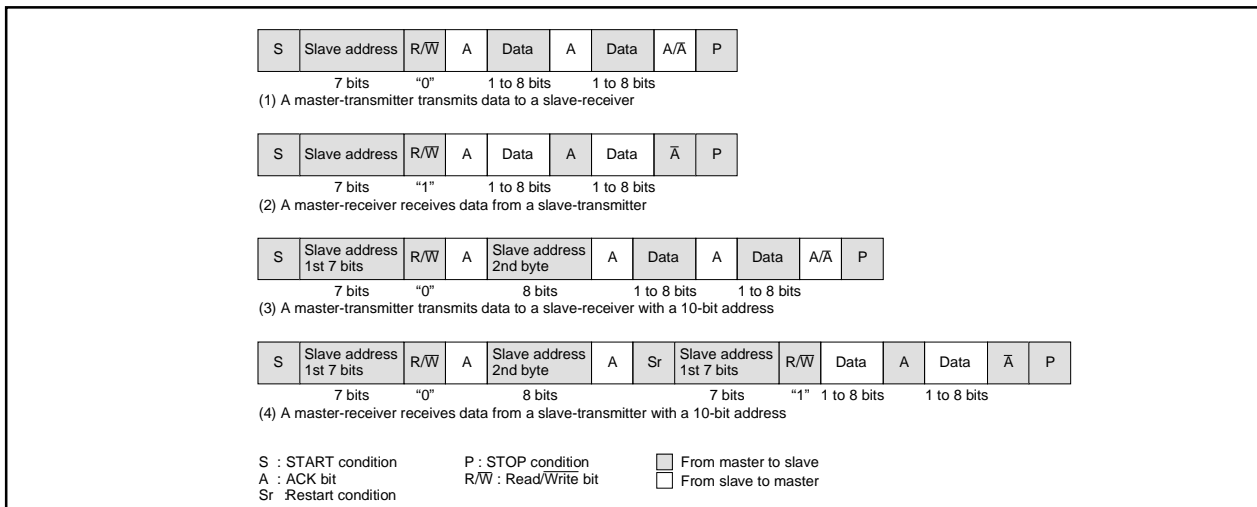 S Slave address R/W̅ A Data A Data A/A̅ P
7 bits “0” 1 to 8 bits 1 to 8 bits
(1) A master-transmitter transmits data to a slave-receiver
S Slave address R/W̅ A Data A Data A̅ P
7 bits “1” 1 to 8 bits 1 to 8 bits
(2) A master-receiver receives data from a slave-transmitter
S Slave address 1st 7 bits R/W̅ A Slave address 2nd byte A Data A Data A/A̅ P
7 bits “0” 8 bits 1 to 8 bits 1 to 8 bits
(3) A master-transmitter transmits data to a slave-receiver with a 10-bit address
S Slave address 1st 7 bits R/W̅ A Slave address 2nd byte A Sr Slave address 1st 7 bits R/W̅ Data A Data A̅ P
7 bits “0” 8 bits 7 bits “1” 1 to 8 bits 1 to 8 bits
(4) A master-receiver receives data from a slave-transmitter with a 10-bit address
S : START condition P : STOP condition From master to slave
A : ACK bit R/W̅ : Read/W̅r̅i̅t̅e̅ bit From slave to master
Sr :Restart condition